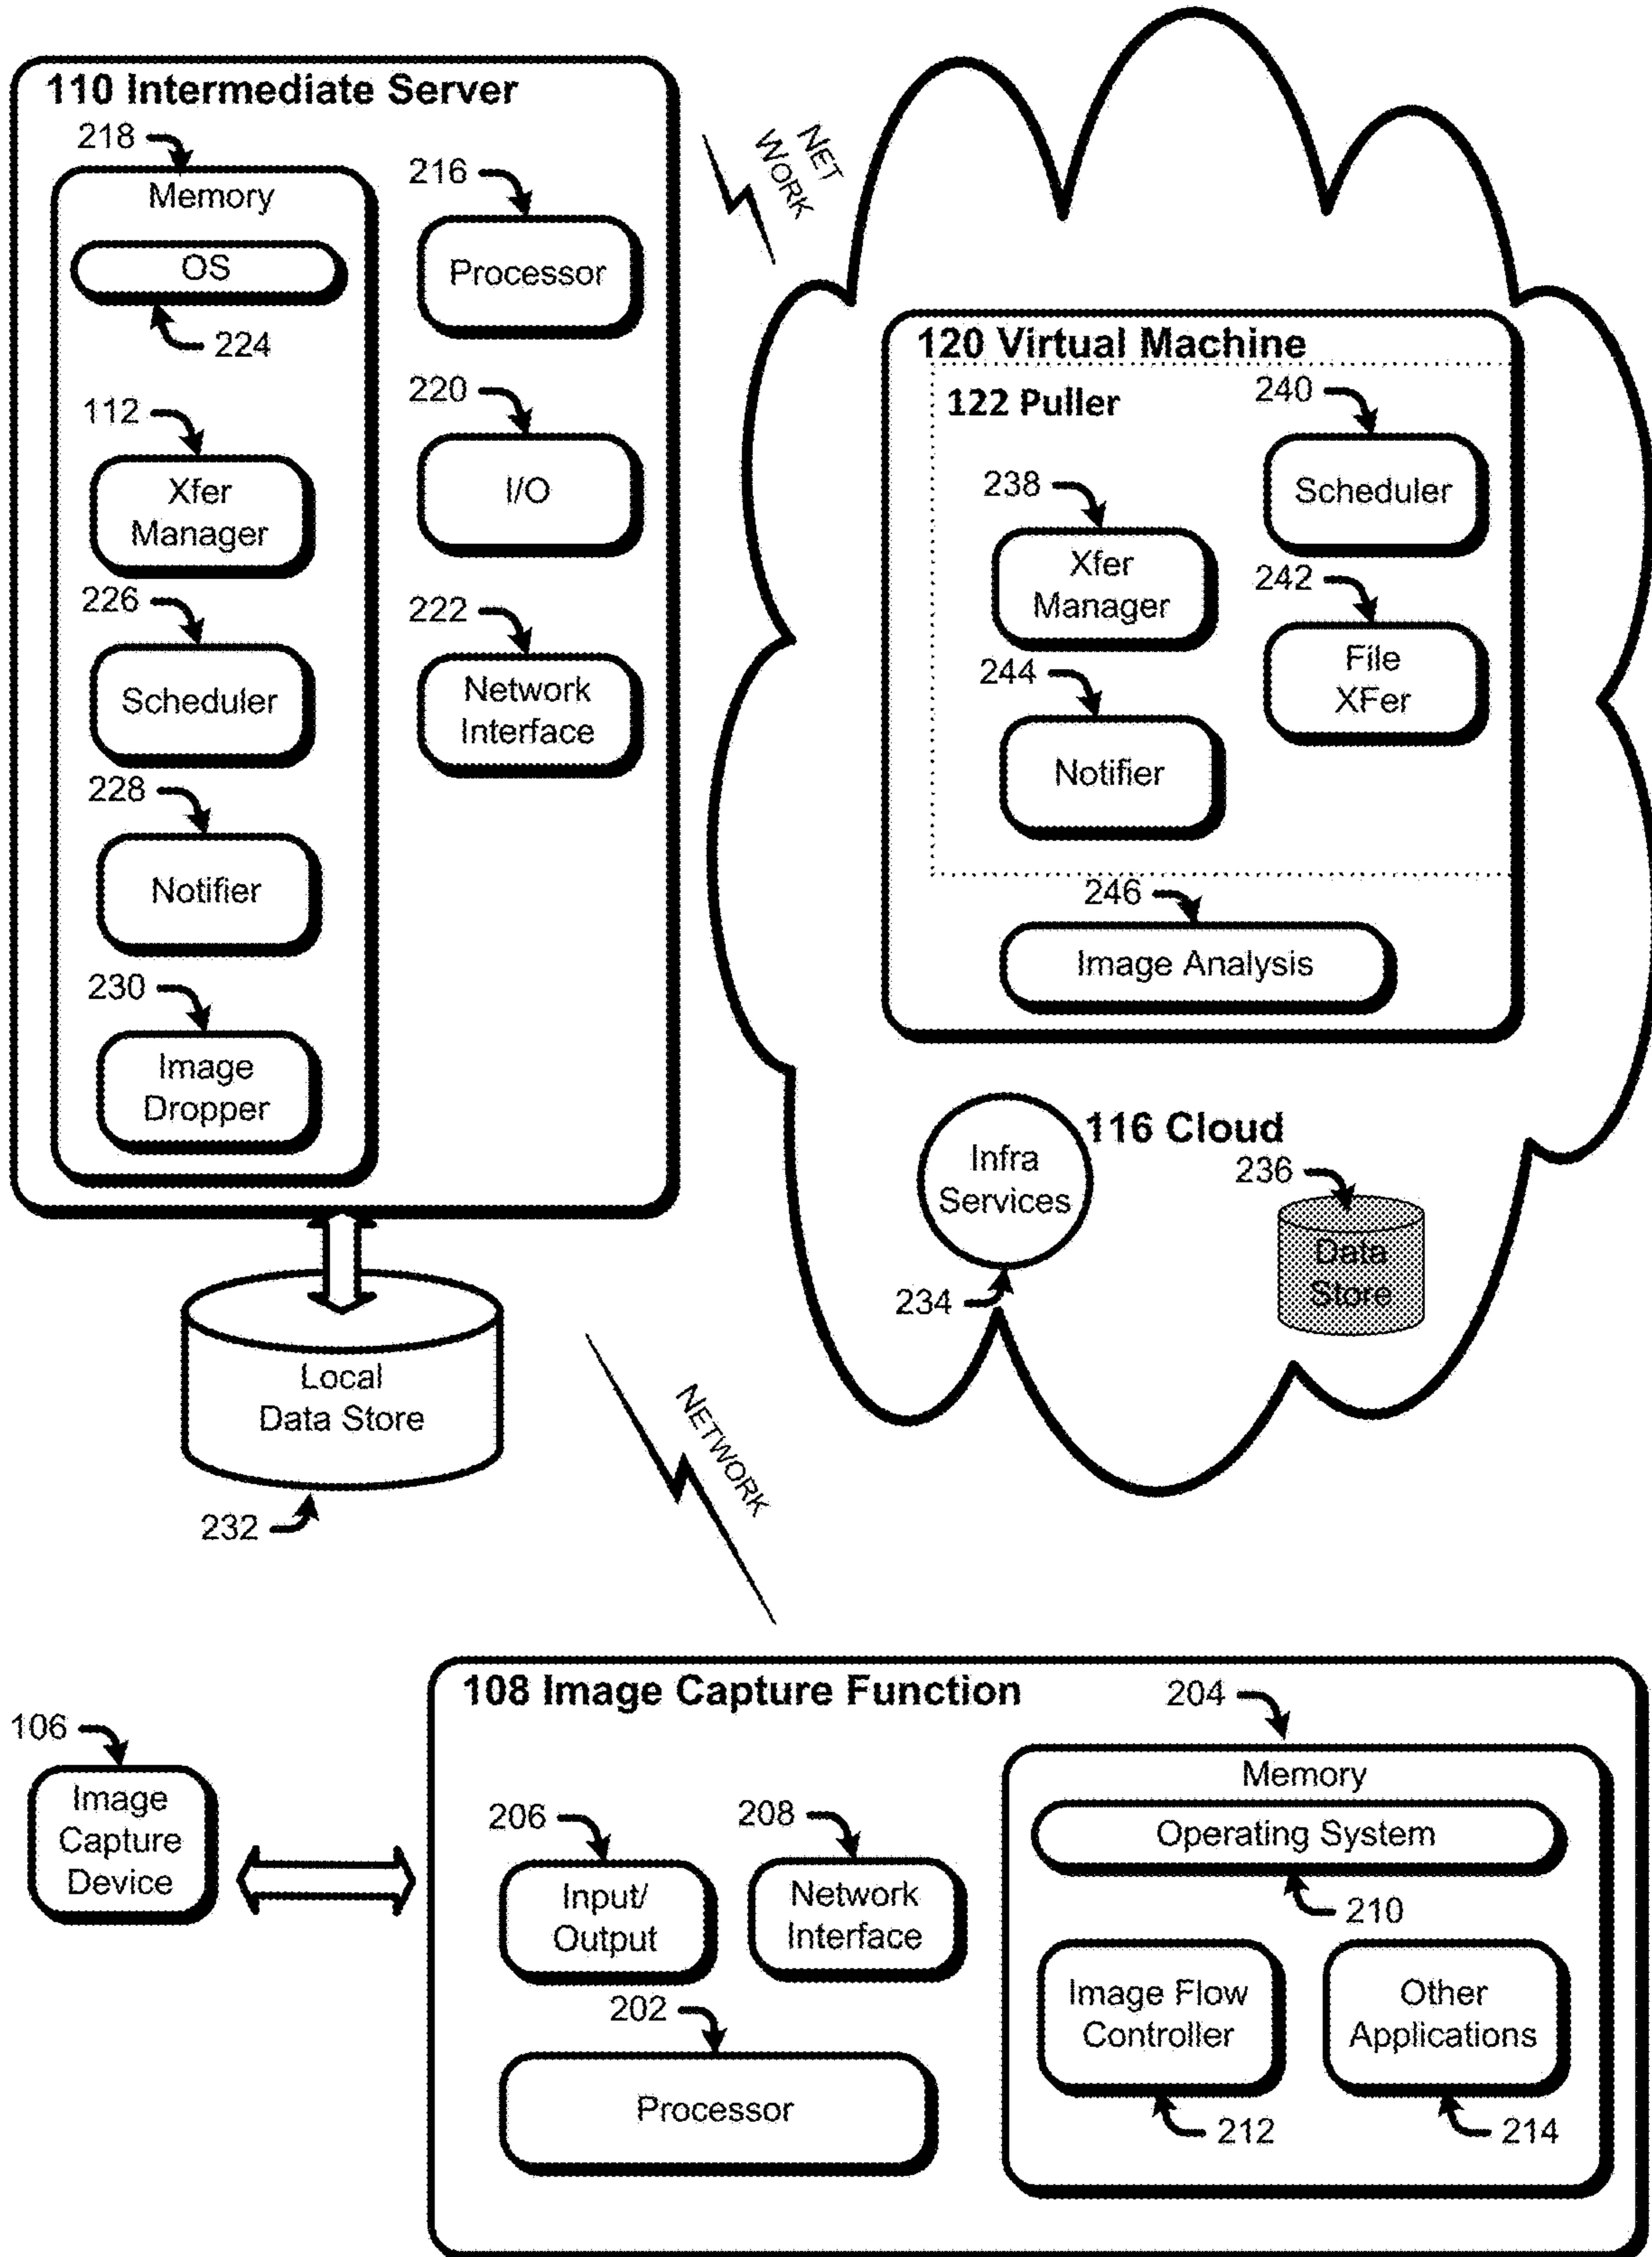 110 Intermediate Server
218
Memory
OS
224
112
Xfer
Manager
226
Scheduler
228
Notifier
230
Image
Dropper
216
Processor
220
I/O
222
Network
Interface
Local
Data Store
232
NET
WORK
120 Virtual Machine
122 Puller
238
Xfer
Manager
244
Notifier
240
Scheduler
242
File
XFer
246
Image Analysis
116 Cloud
Infra
Services
234
236
Data
Store
NETWORK
106
Image
Capture
Device
108 Image Capture Function
206
Input/
Output
208
Network
Interface
202
Processor
204
Memory
Operating System
210
Image Flow
Controller
212
Other
Applications
214